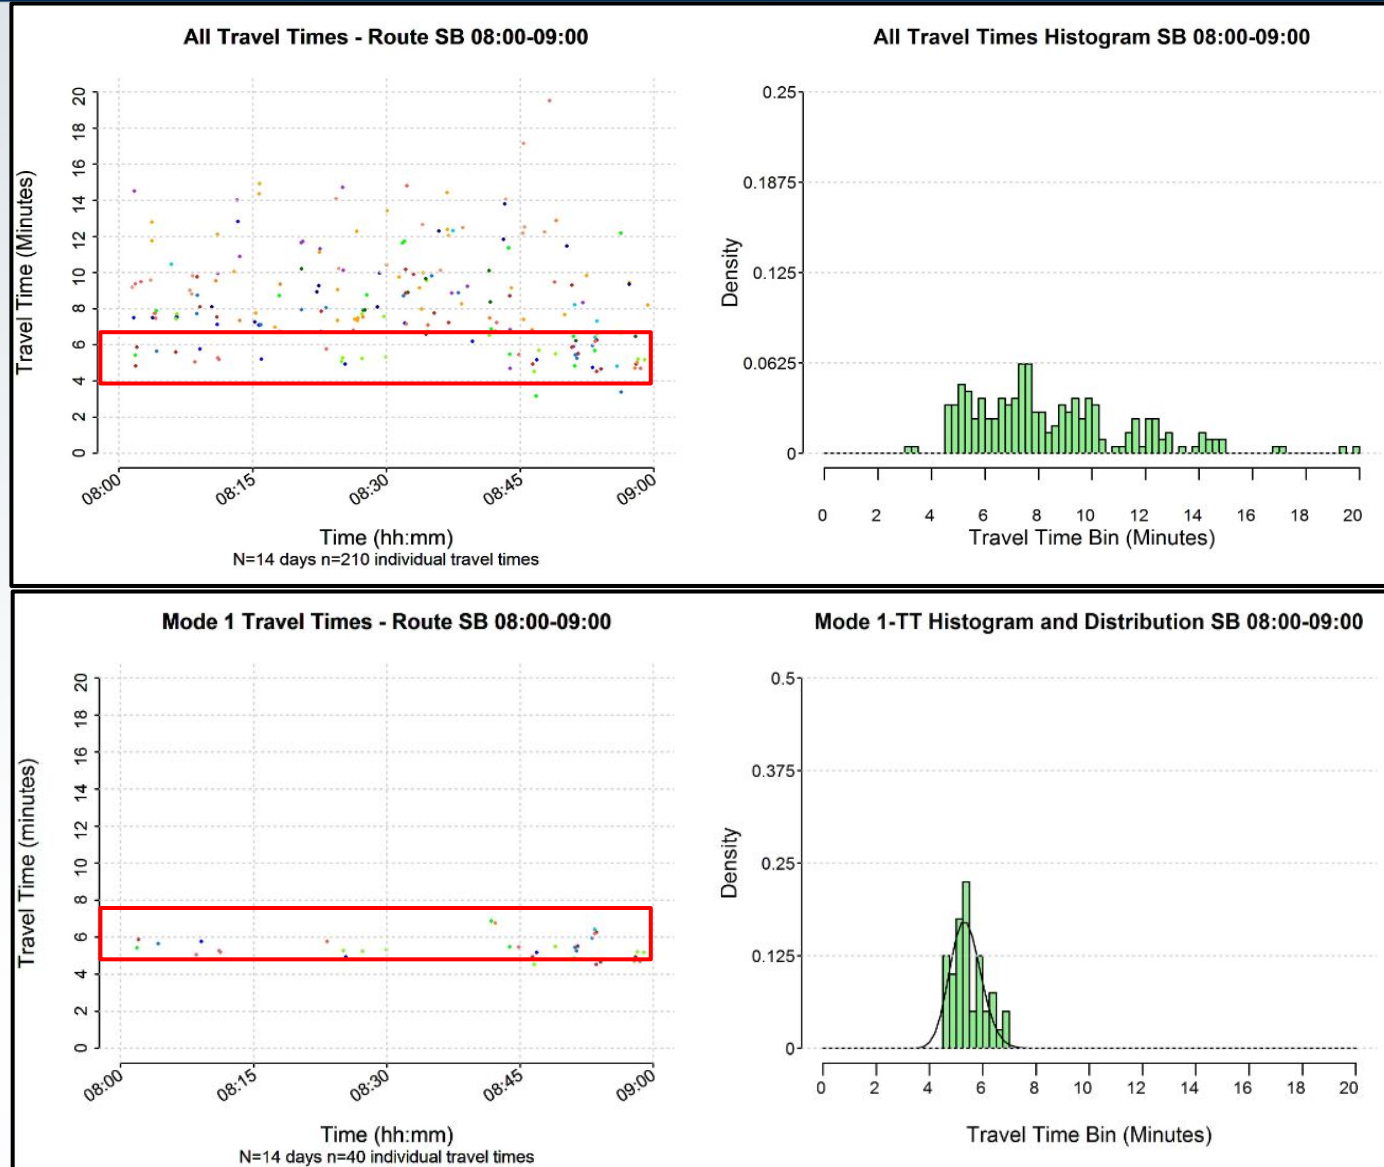 All Travel Times - Route SB 08:00-09:00
Travel Time (Minutes)
20
18
16
14
12
10
8
6
4
2
0
08:00 08:15 08:30 08:45 09:00
Time (hh:mm)
N=14 days n=210 individual travel times
All Travel Times Histogram SB 08:00-09:00
Density
0.25
0.1875
0.125
0.0625
0
0 2 4 6 8 10 12 14 16 18 20
Travel Time Bin (Minutes)
Mode 1 Travel Times - Route SB 08:00-09:00
Travel Time (minutes)
20
18
16
14
12
10
8
6
4
2
0
08:00 08:15 08:30 08:45 09:00
Time (hh:mm)
N=14 days n=40 individual travel times
Mode 1-TT Histogram and Distribution SB 08:00-09:00
Density
0.5
0.375
0.25
0.125
0
0 2 4 6 8 10 12 14 16 18 20
Travel Time Bin (Minutes)